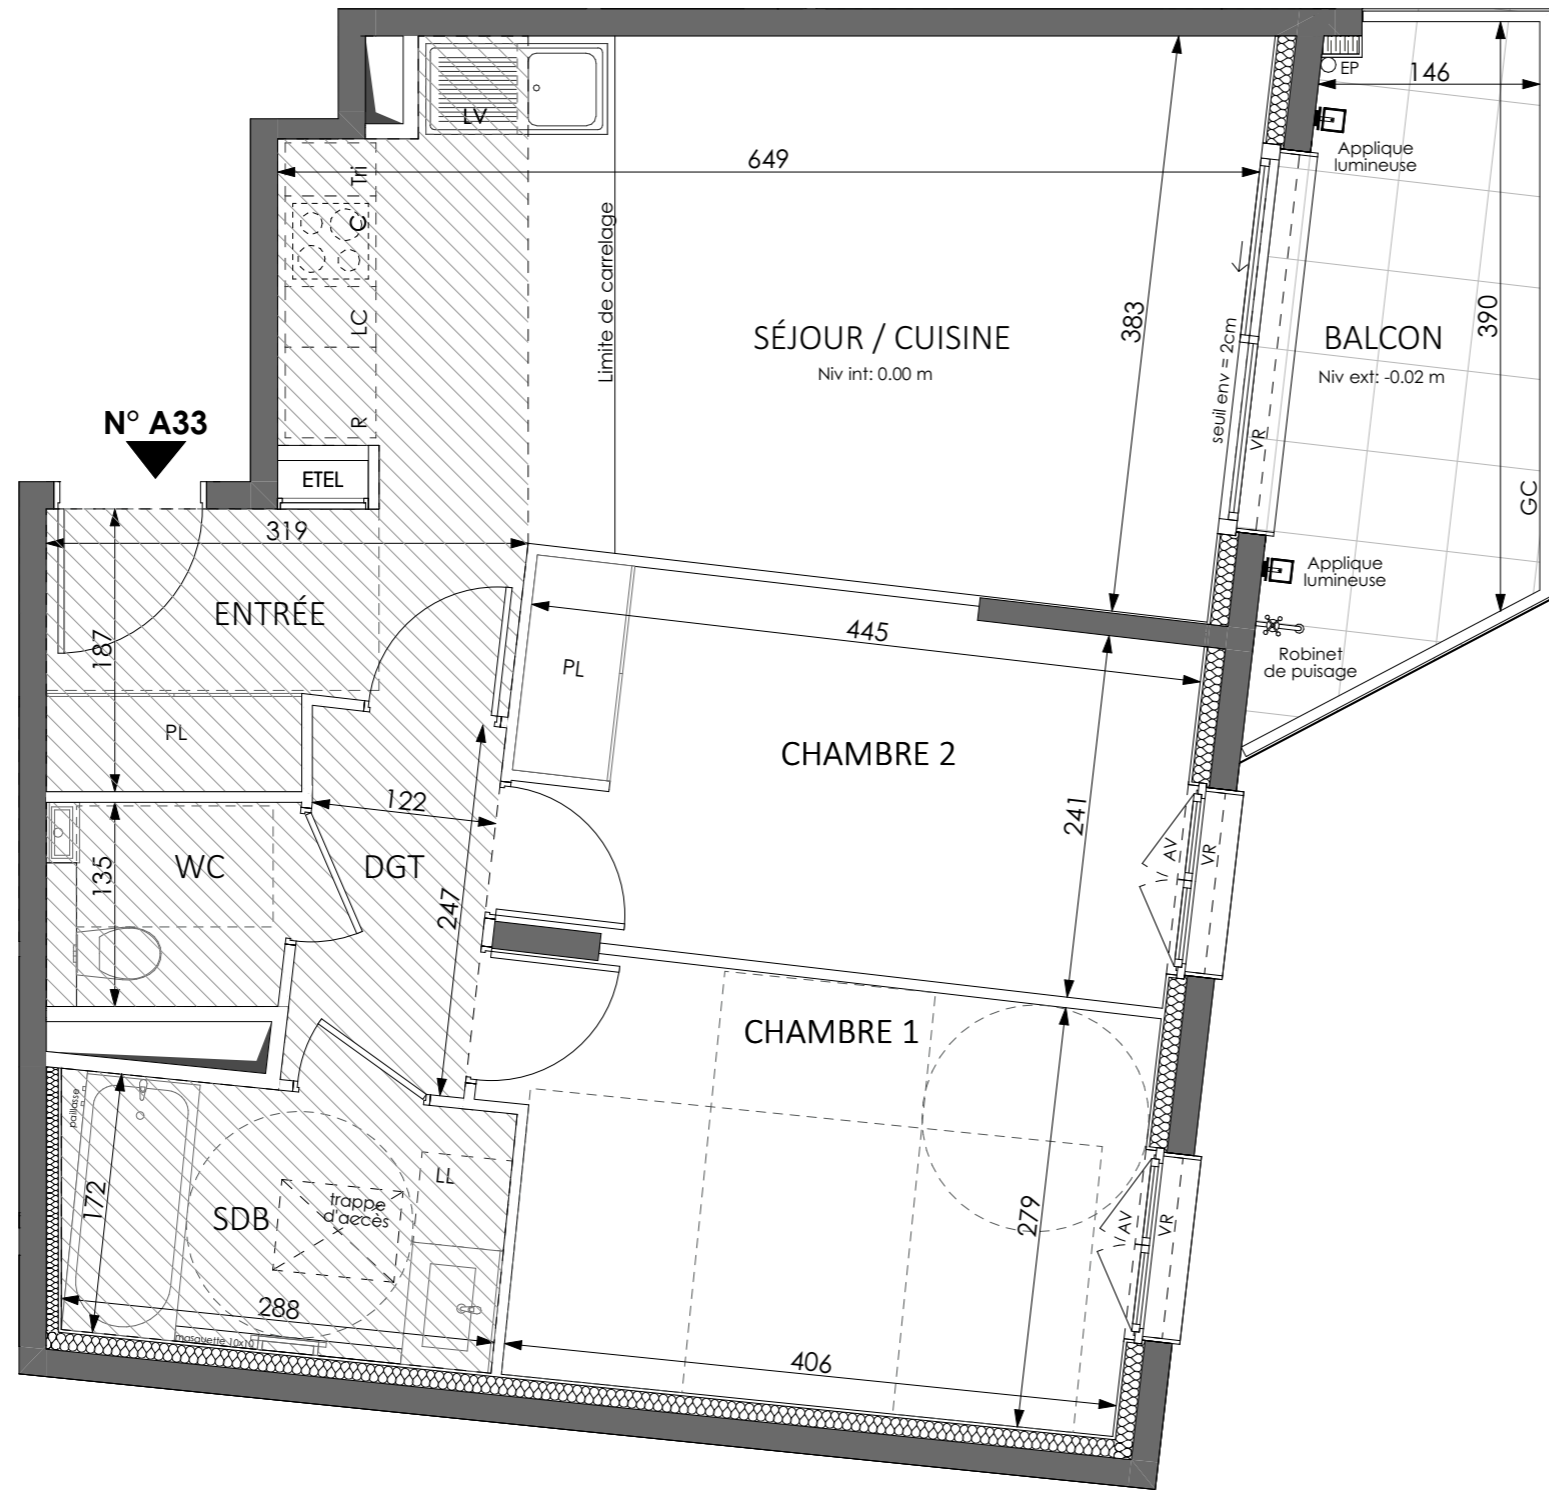 EP
146
LV
Applique
lumineuse
649
Tri
C
Limite de carrelage
383
390
LC
SÉJOUR / CUISINE
Niv int: 0.00 m
BALCON
Niv ext: -0.02 m
seuil env = 2cm
VR
R
N° A33
ETEL
GC
319
Applique
lumineuse
ENTRÉE
187
445
Robinet
de puisage
PL
PL
CHAMBRE 2
122
241
AV
VR
135
WC
DGT
247
CHAMBRE 1
paillasse
172
LL
trappe
d'accès
SDB
279
AV
VR
288
406